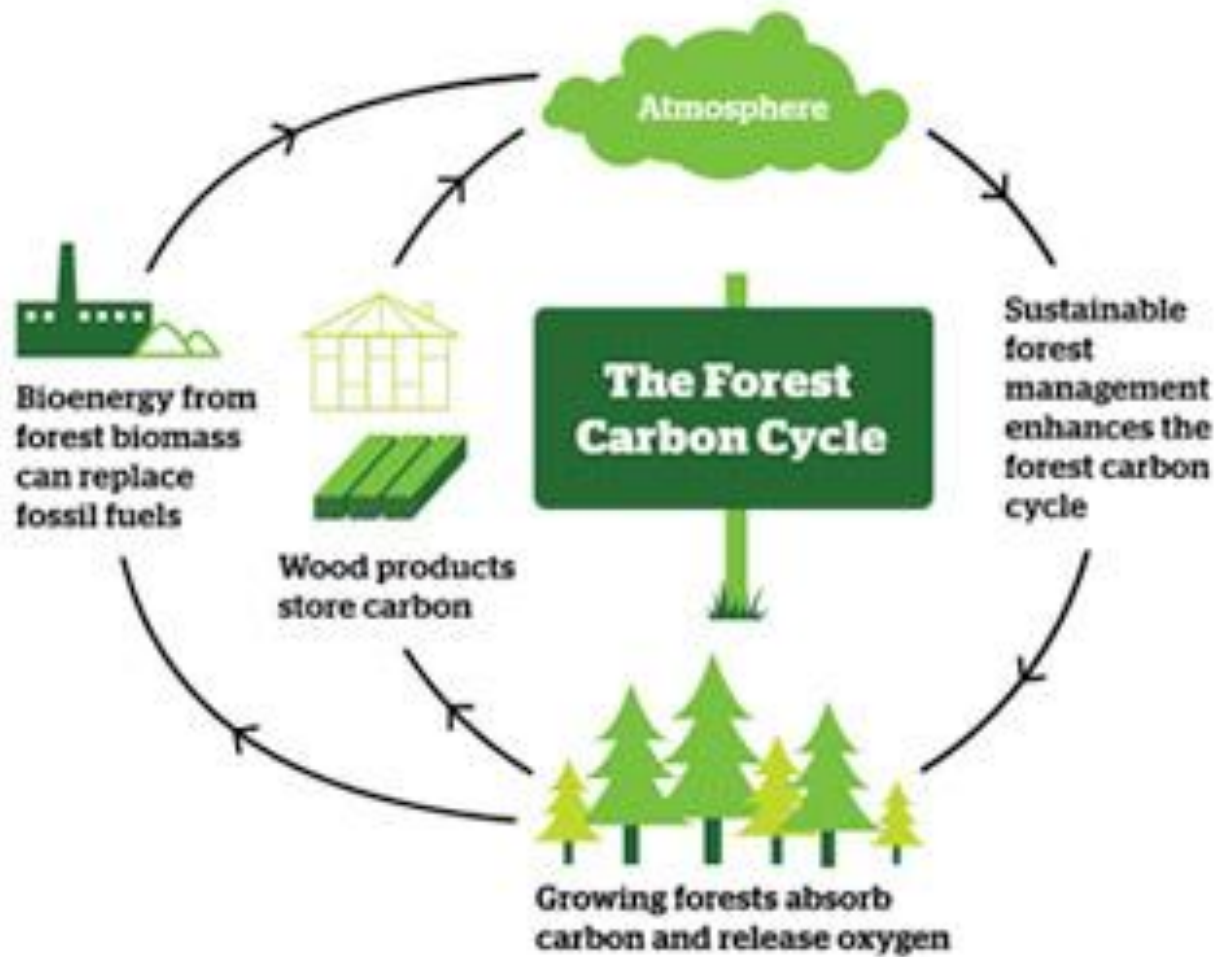 Atmosphere
Sustainable
forest
management
enhances the
forest carbon
cycle
The Forest
Carbon Cycle
Bioenergy from
forest biomass
can replace
fossil fuels
Wood products
store carbon
Growing forests absorb
carbon and release oxygen